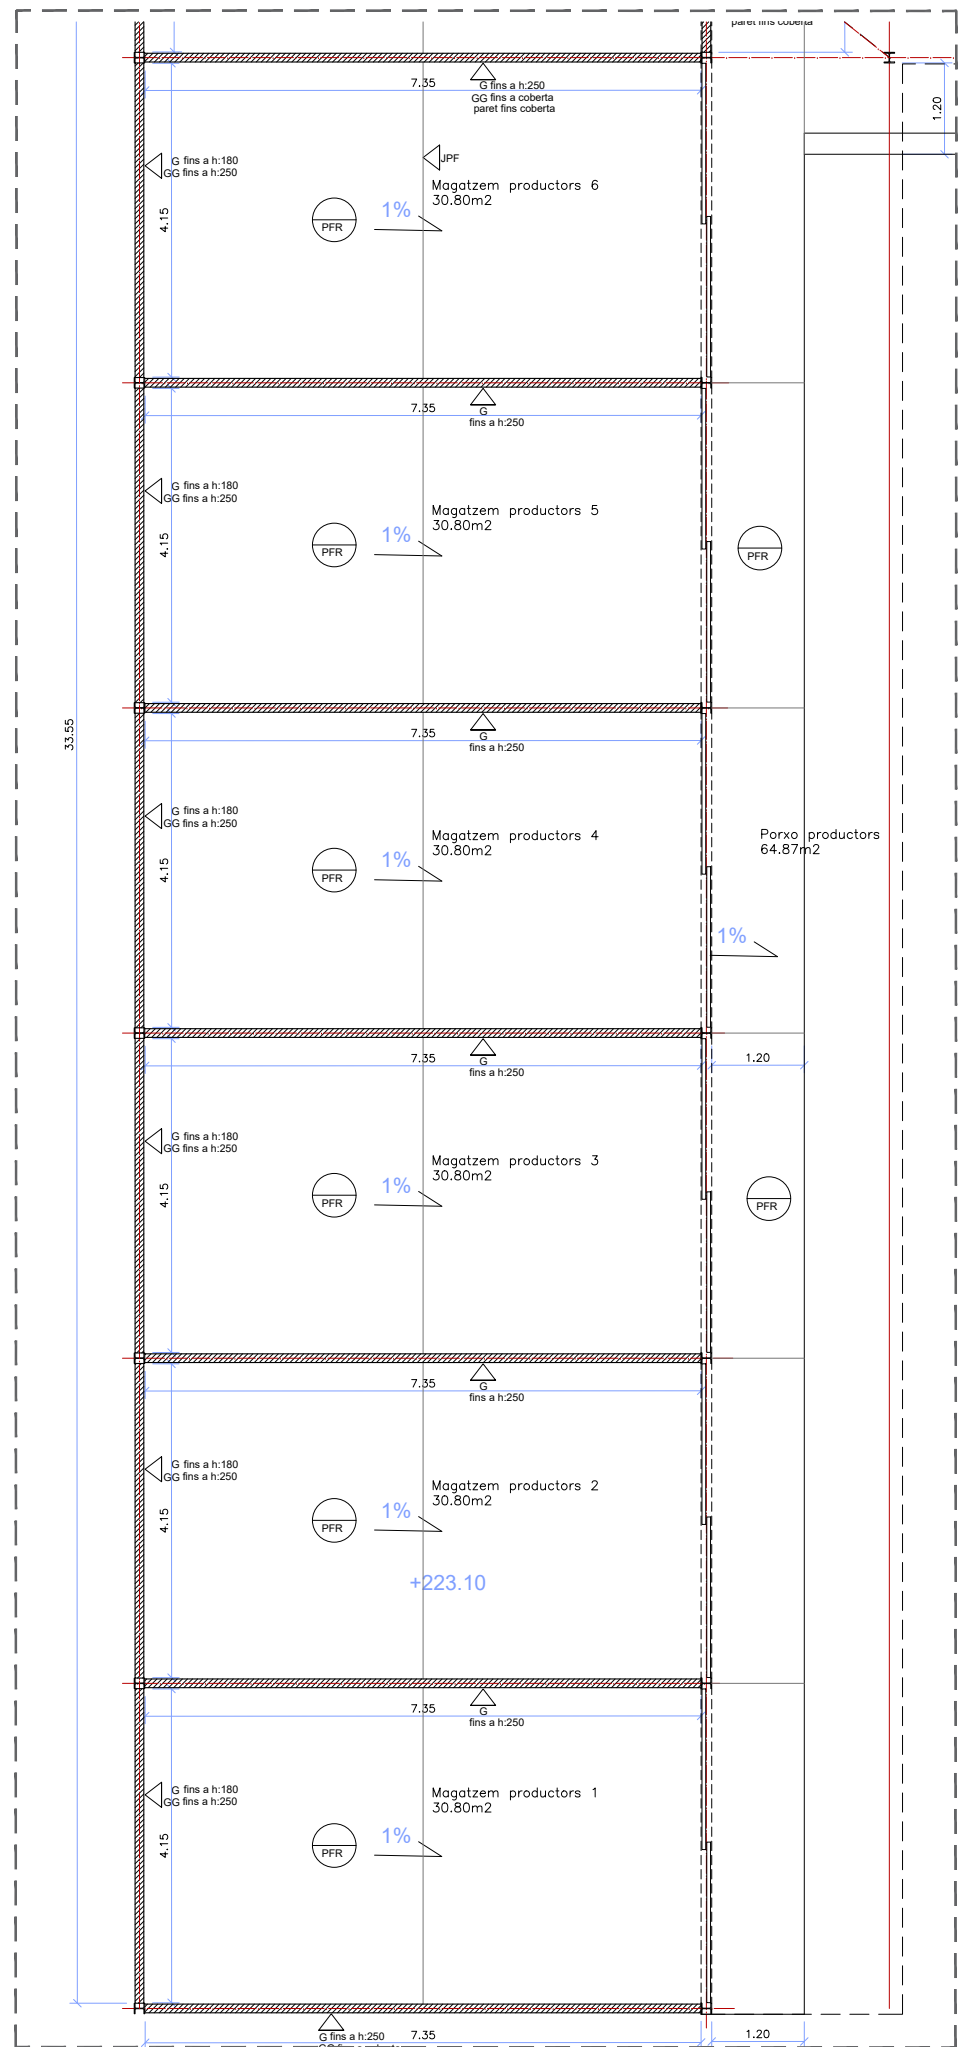 paret fins coberta
7.35
G fins a h:250
GG fins a coberta
paret fins coberta
1.20
G fins a h:180
GG fins a h:250
JPF
Magatzem productors 6
30.80m2
1%
PFR
4.15
7.35
G
fins a h:250
G fins a h:180
GG fins a h:250
Magatzem productors 5
30.80m2
1%
PFR
4.15
PFR
33.55
7.35
G
fins a h:250
G fins a h:180
GG fins a h:250
Magatzem productors 4
30.80m2
1%
PFR
4.15
Porxo productors
64.87m2
1%
7.35
G
fins a h:250
1.20
G fins a h:180
GG fins a h:250
Magatzem productors 3
30.80m2
1%
PFR
4.15
PFR
7.35
G
fins a h:250
G fins a h:180
GG fins a h:250
Magatzem productors 2
30.80m2
1%
PFR
4.15
+223.10
7.35
G
fins a h:250
G fins a h:180
GG fins a h:250
Magatzem productors 1
30.80m2
1%
PFR
4.15
G fins a h:250
7.35
1.20